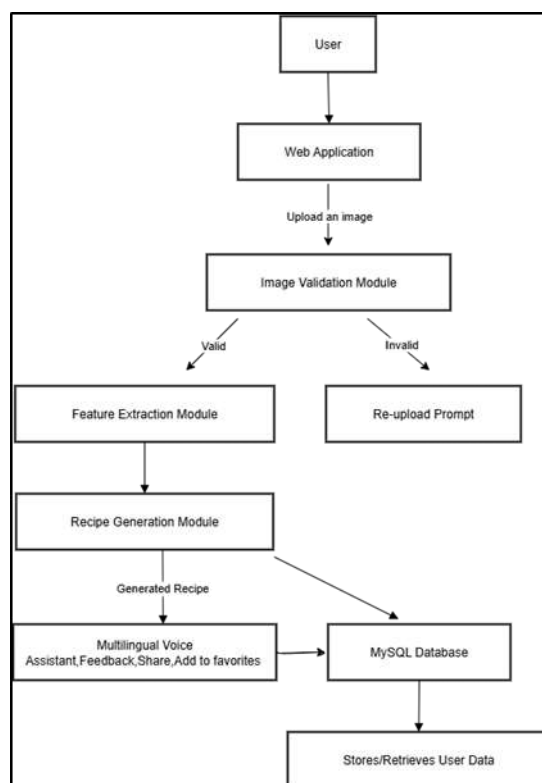 User
Web Application
Upload an image
Image Validation Module
Valid
Invalid
Feature Extraction Module
Re-upload Prompt
Recipe Generation Module
Generated Recipe
Multilingual Voice
Assistant,Feedback,Share,Add to favorites
MySQL Database
Stores/Retrieves User Data